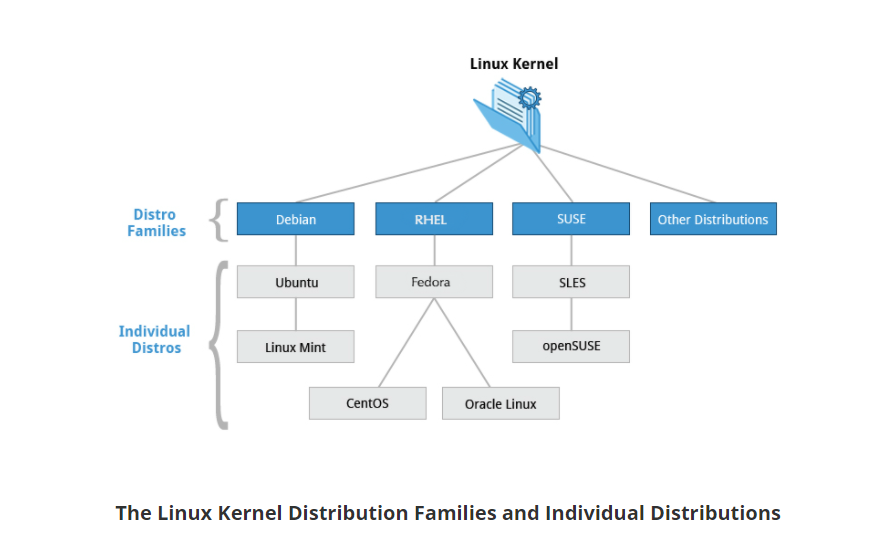 Linux Kernel
Distro
Families
Debian
RHEL
SUSE
Other Distributions
Individual
Distros
Ubuntu
Fedora
SLES
Linux Mint
openSUSE
CentOS
Oracle Linux
The Linux Kernel Distribution Families and Individual Distributions